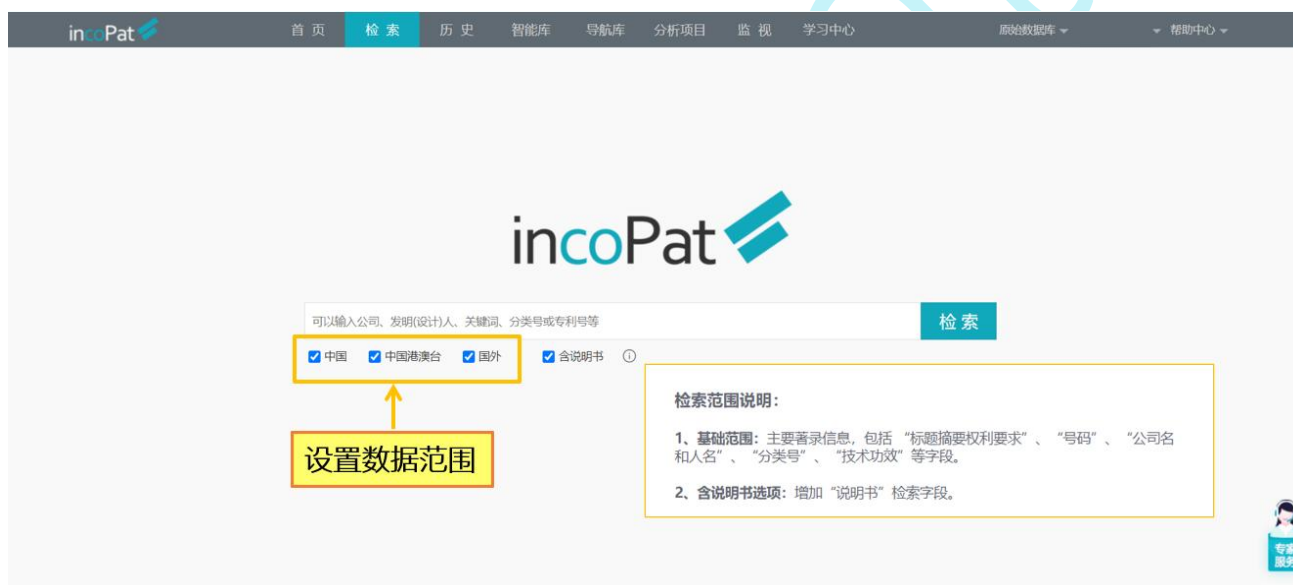 incoPat
首 页 检 索 历 史 智能库 导航库 分析项目 监 视 学习中心 原始数据库 帮助中心
incoPat
可以输入公司、发明(设计)人、关键词、分类号或专利号等
检 索
中国 中国港澳台 国外 含说明书
设置数据范围
检索范围说明：
1、基础范围：主要著录信息，包括 “标题摘要权利要求” 、 “号码” 、 “公司名
和人名” 、 “分类号” 、 “技术功效” 等字段。
2、含说明书选项：增加 “说明书” 检索字段。
专家
服务